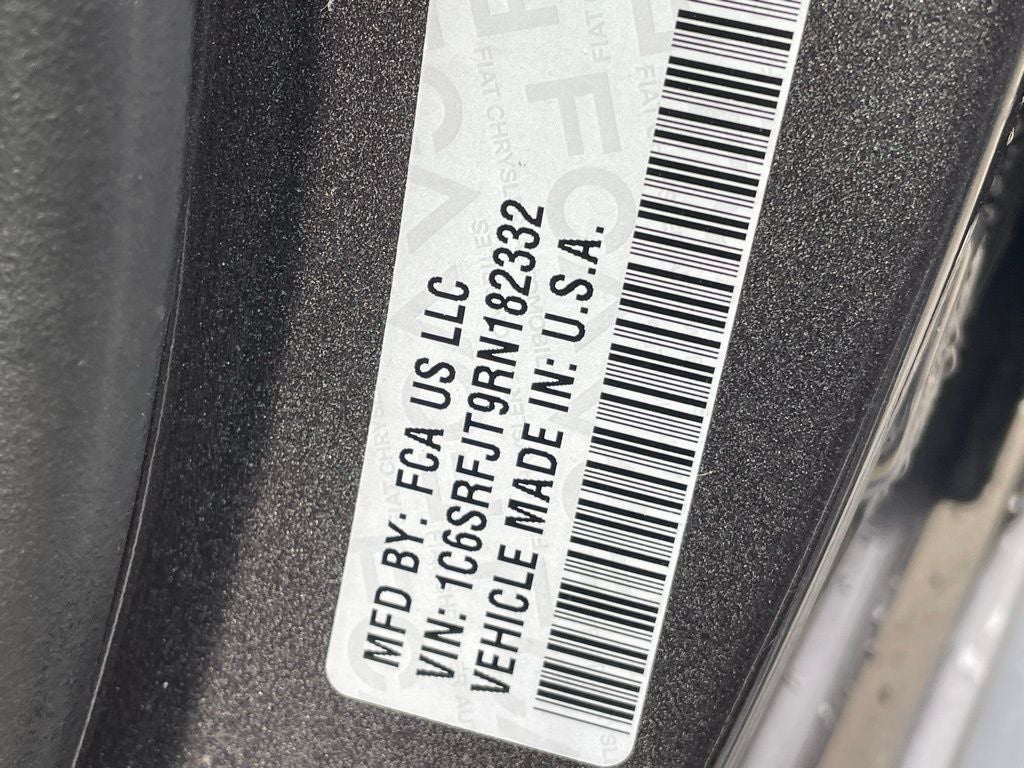 MFD BY: FCA US LLC
VIN: 1C6SRFJT9RN182332
VEHICLE MADE IN: U.S.A.